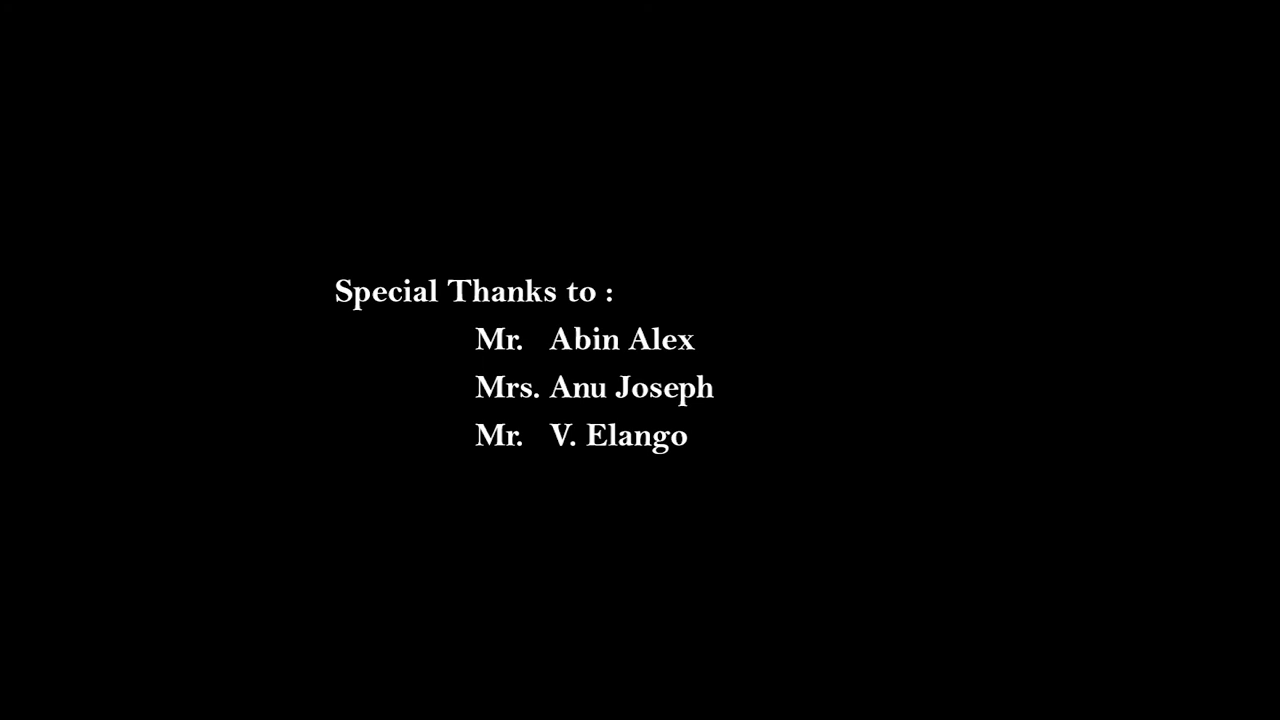 Special Thanks to :
Mr. Abin Alex
Mrs. Anu Joseph
Mr. V. Elango